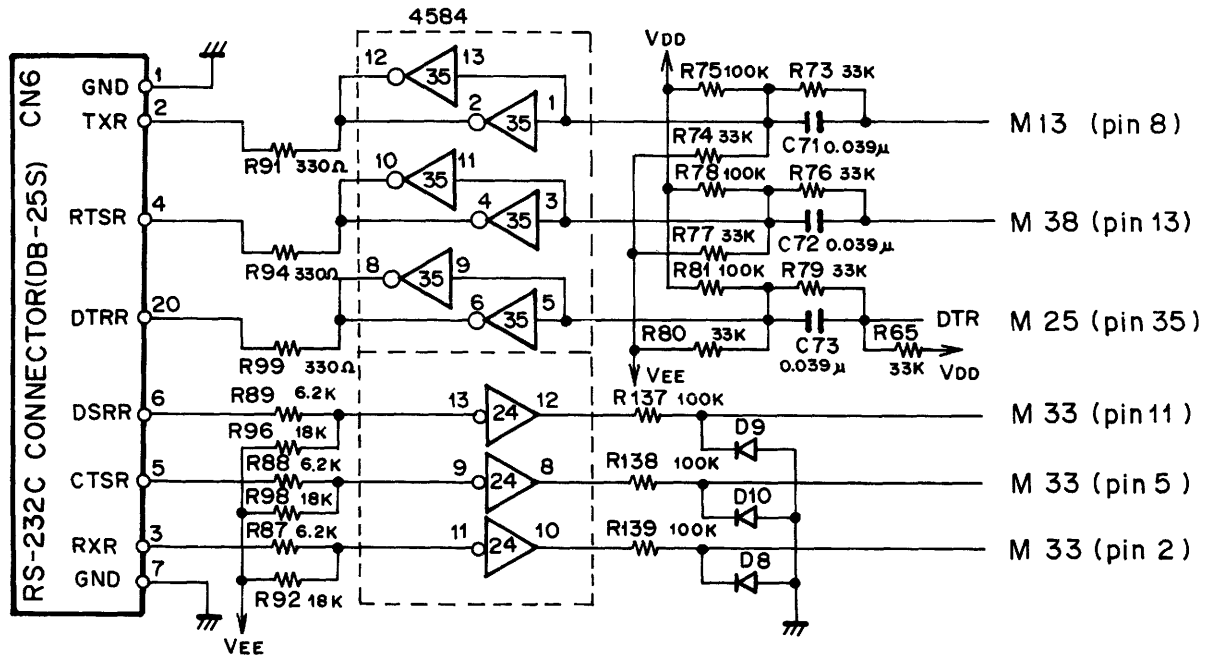 4584
RS-232C CONNECTOR(DB-25S) CN6
GND 1
TXR 2
R91 330Ω
12 35 13
2 35 1
VDD
R75 100K R73 33K
R74 33K
C71 0.039μ
M13 (pin 8)
RTSR 4
R94 330Ω
10 35 11
4 35 3
R78 100K R76 33K
R77 33K
C72 0.039μ
M 38 (pin 13)
DTRR 20
R99 330Ω
8 35 9
6 35 5
R81 100K R79 33K
R80 33K
C73 0.039μ
DTR
R65 33K
VDD
M 25 (pin 35)
VEE
DSRR 6
R89 6.2K
R96 18K
13 24 12
R137 100K
D9
M 33 (pin 11)
CTSR 5
R88 6.2K
R98 18K
9 24 8
R138 100K
D10
M 33 (pin 5)
RXR 3
R87 6.2K
R92 18K
11 24 10
R139 100K
D8
M 33 (pin 2)
GND 7
VEE